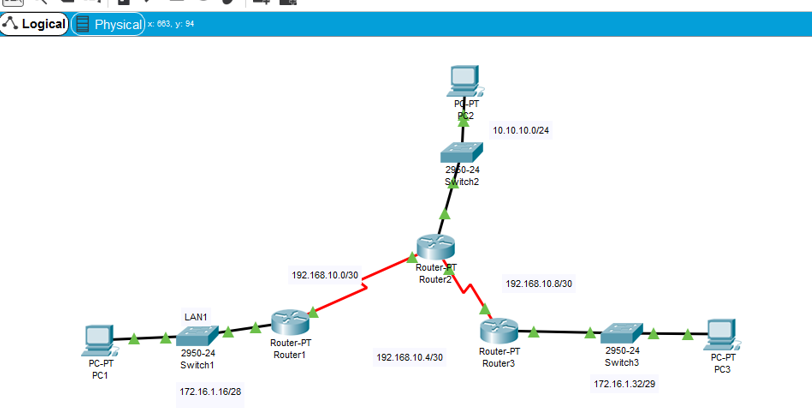 Logical
Physical
x: 663, y: 94
PC-PT
PC2
10.10.10.0/24
2950-24
Switch2
Router-PT
Router2
192.168.10.0/30
192.168.10.8/30
LAN1
PC-PT
PC1
2950-24
Switch1
Router-PT
Router1
192.168.10.4/30
Router-PT
Router3
2950-24
Switch3
PC-PT
PC3
172.16.1.16/28
172.16.1.32/29